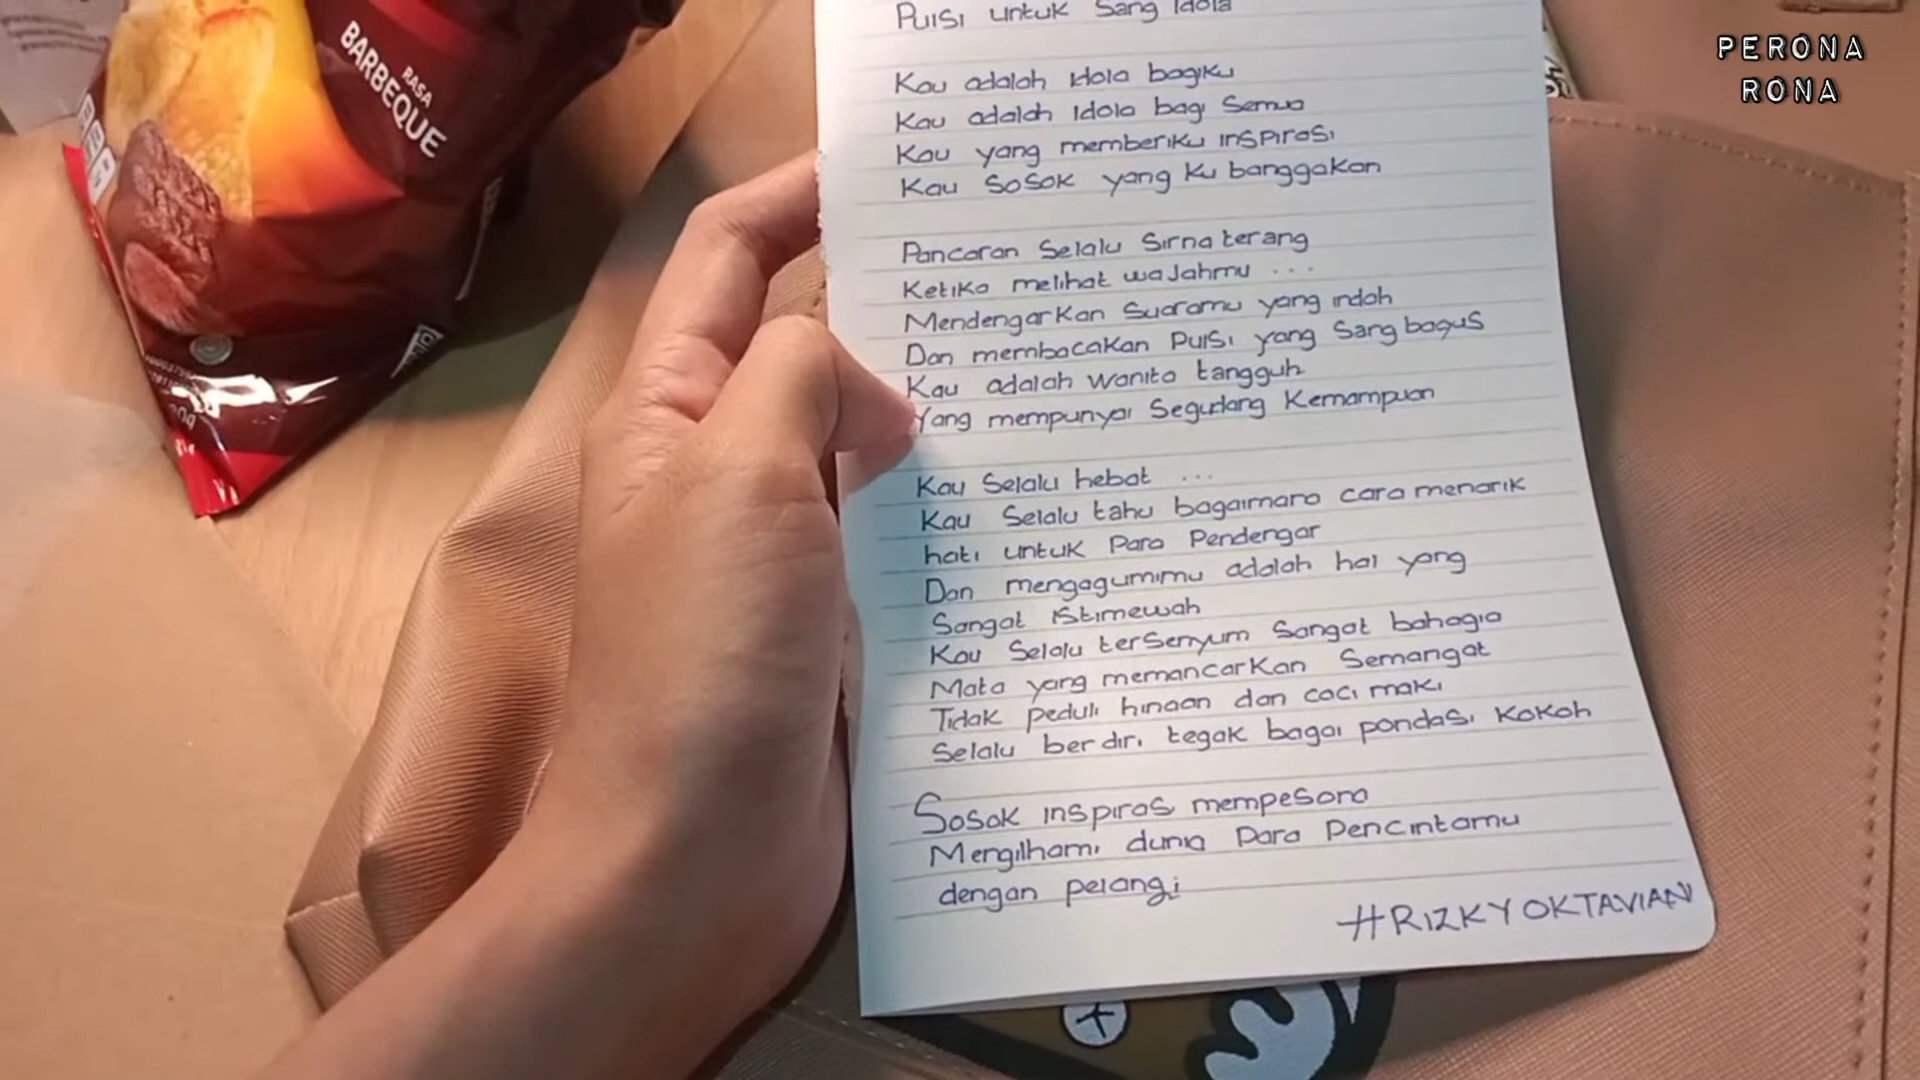 PERONA
RONA
RASA
BARBEQUE
Puisi untuk Sang Idola
Kau adalah Idola bagiku
Kau adalah Idola bagi Semua
Kau yang memberiku inspirasi
Kau Sosok yang Ku banggakan
Pancaran Selalu Sirna terang
Ketika melihat wajahmu ...
Mendengarkan Suaramu yang indah
Dan membacakan Puisi yang Sang bagus
Kau adalah Wanita tangguh
Yang mempunyai Segudang Kemampuan
Kau Selalu hebat ...
Kau Selalu tahu bagaimana cara menarik
hati untuk Para Pendengar
Dan mengagumimu adalah hal yang
Sangat istimewah
Kau Selalu tersenyum Sangat bahagia
Mata yang memancarkan Semangat
Tidak peduli hinaan dan caci maki
Selalu berdiri tegak bagai pondasi Kokoh
Sosok inspiras mempesona
Mengilhami dunia Para Pencintamu
dengan pelangi
#RIZKYOKTAVIAN